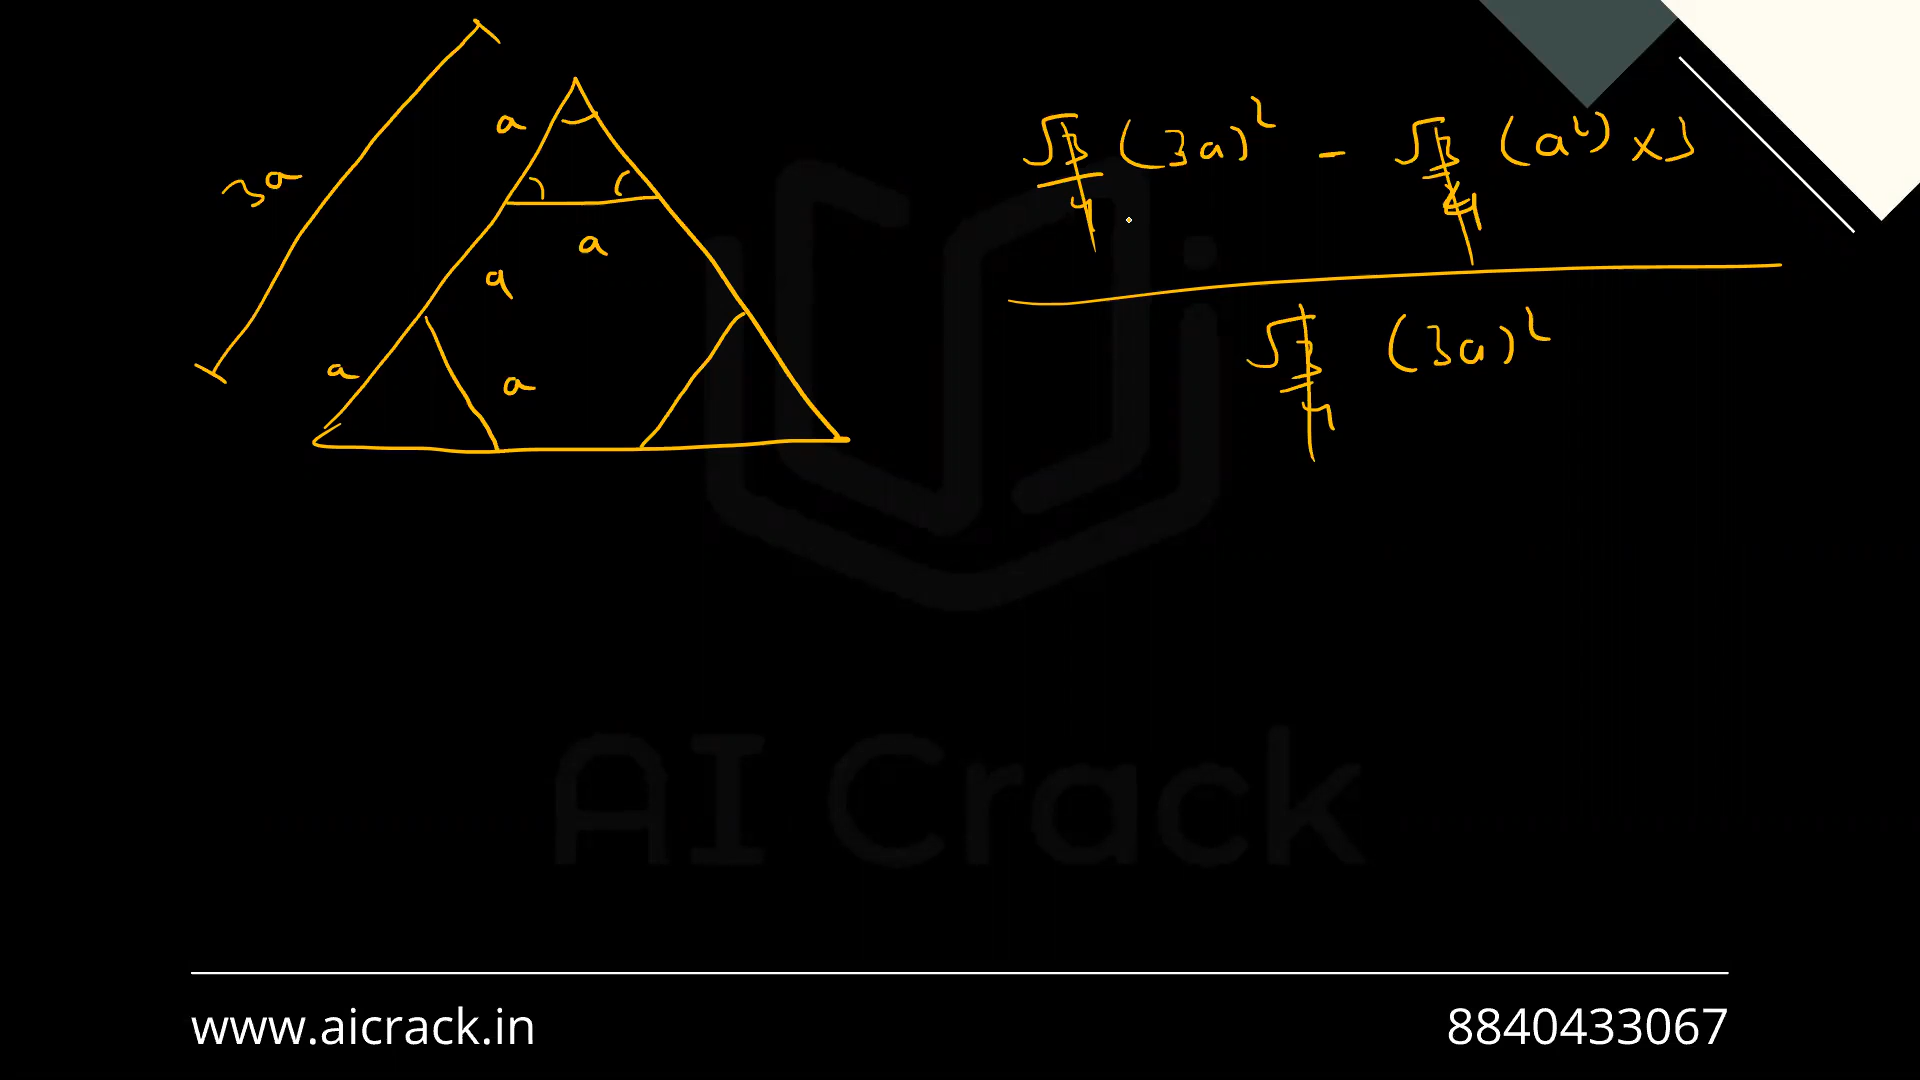 a
3a
a
a
a
a
√3/4 (3a)² - √3/4 (a²) x 3
√3/4 (3a)²
AI Crack
www.aicrack.in
8840433067